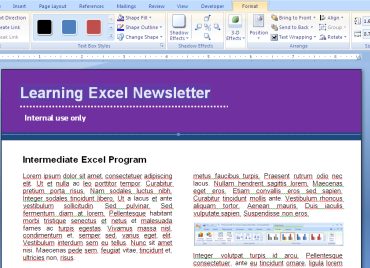 Insert Page Layout References Mailings Review View Developer Format
Text Direction
Create Link
Break Link
Text Box Styles
Shape Fill
Shape Outline
Change Shape
Shadow Effects
Shadow Effects
3-D Effects
Position
Bring to Front
Send to Back
Text Wrapping
Align
Group
Rotate
Arrange
Learning Excel Newsletter
Internal use only
Intermediate Excel Program
Lorem ipsum dolor sit amet, consectetuer adipiscing
elit. Ut et nulla ac leo porttitor tempor. Curabitur
pretium porta risus. Nam sodales luctus nibh.
Integer sodales tincidunt libero. Ut a lacus et ante
vestibulum sollicitudin. Sed pulvinar. Sed
fermentum diam at lorem. Pellentesque habitant
morbi tristique senectus et netus et malesuada
fames ac turpis egestas. Vivamus massa nisl,
condimentum et, semper sed, varius eget, elit.
Vestibulum interdum sem eu tellus. Nunc sit amet
nisi. Maecenas pede sem, feugiat vitae, tincidunt et,
ultricies non, risus.
metus faucibus turpis. Praesent rutrum odio nec
lacus. Nullam hendrerit sagittis lorem. Maecenas
eget eros. Etiam convallis eros sed sapien.
Curabitur tincidunt mollis ante. Vestibulum rhoncus
aliquam tortor. Aenean mauris. Duis iaculis
vulputate sapien. Suspendisse non eros.
Integer volutpat turpis id arcu. Pellentesque
consectetuer, ante eu tincidunt ornare, ligula lorem